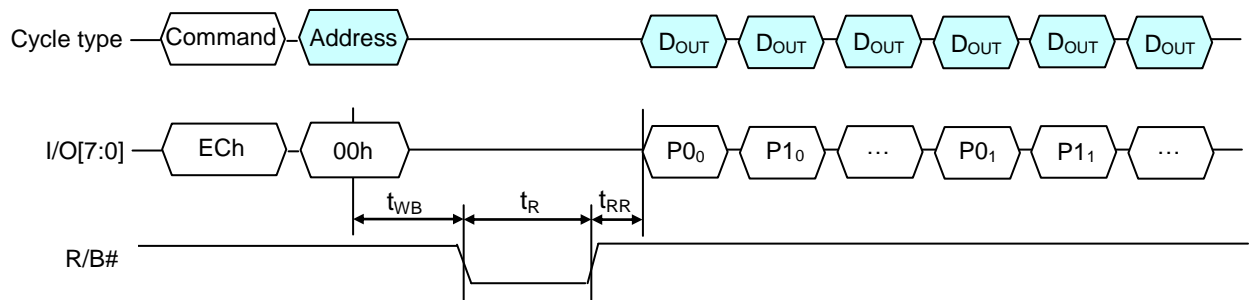 Cycle type Command Address DOUT DOUT DOUT DOUT DOUT DOUT
I/O[7:0] ECh 00h P00 P10 ... P01 P11 ...
tWB tR tRR
R/B#